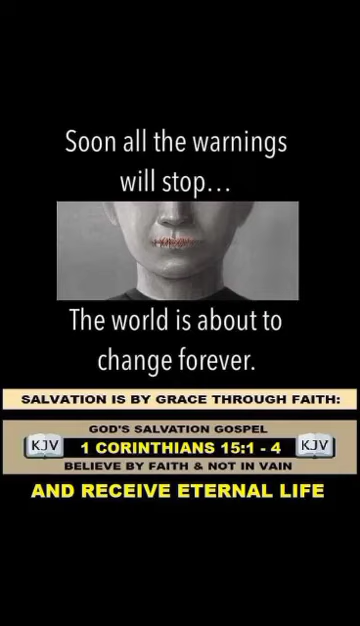 Soon all the warnings
will stop...
The world is about to
change forever.
SALVATION IS BY GRACE THROUGH FAITH:
GOD'S SALVATION GOSPEL
KJV 1 CORINTHIANS 15:1 - 4 KJV
BELIEVE BY FAITH & NOT IN VAIN
AND RECEIVE ETERNAL LIFE